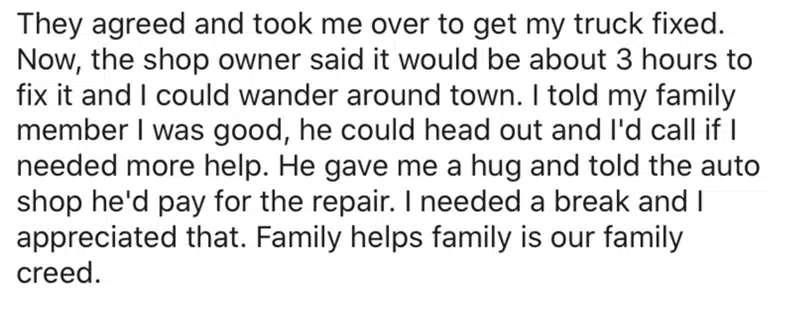 They agreed and took me over to get my truck fixed.
Now, the shop owner said it would be about 3 hours to
fix it and I could wander around town. I told my family
member I was good, he could head out and I'd call if I
needed more help. He gave me a hug and told the auto
shop he'd pay for the repair. I needed a break and I
appreciated that. Family helps family is our family
creed.